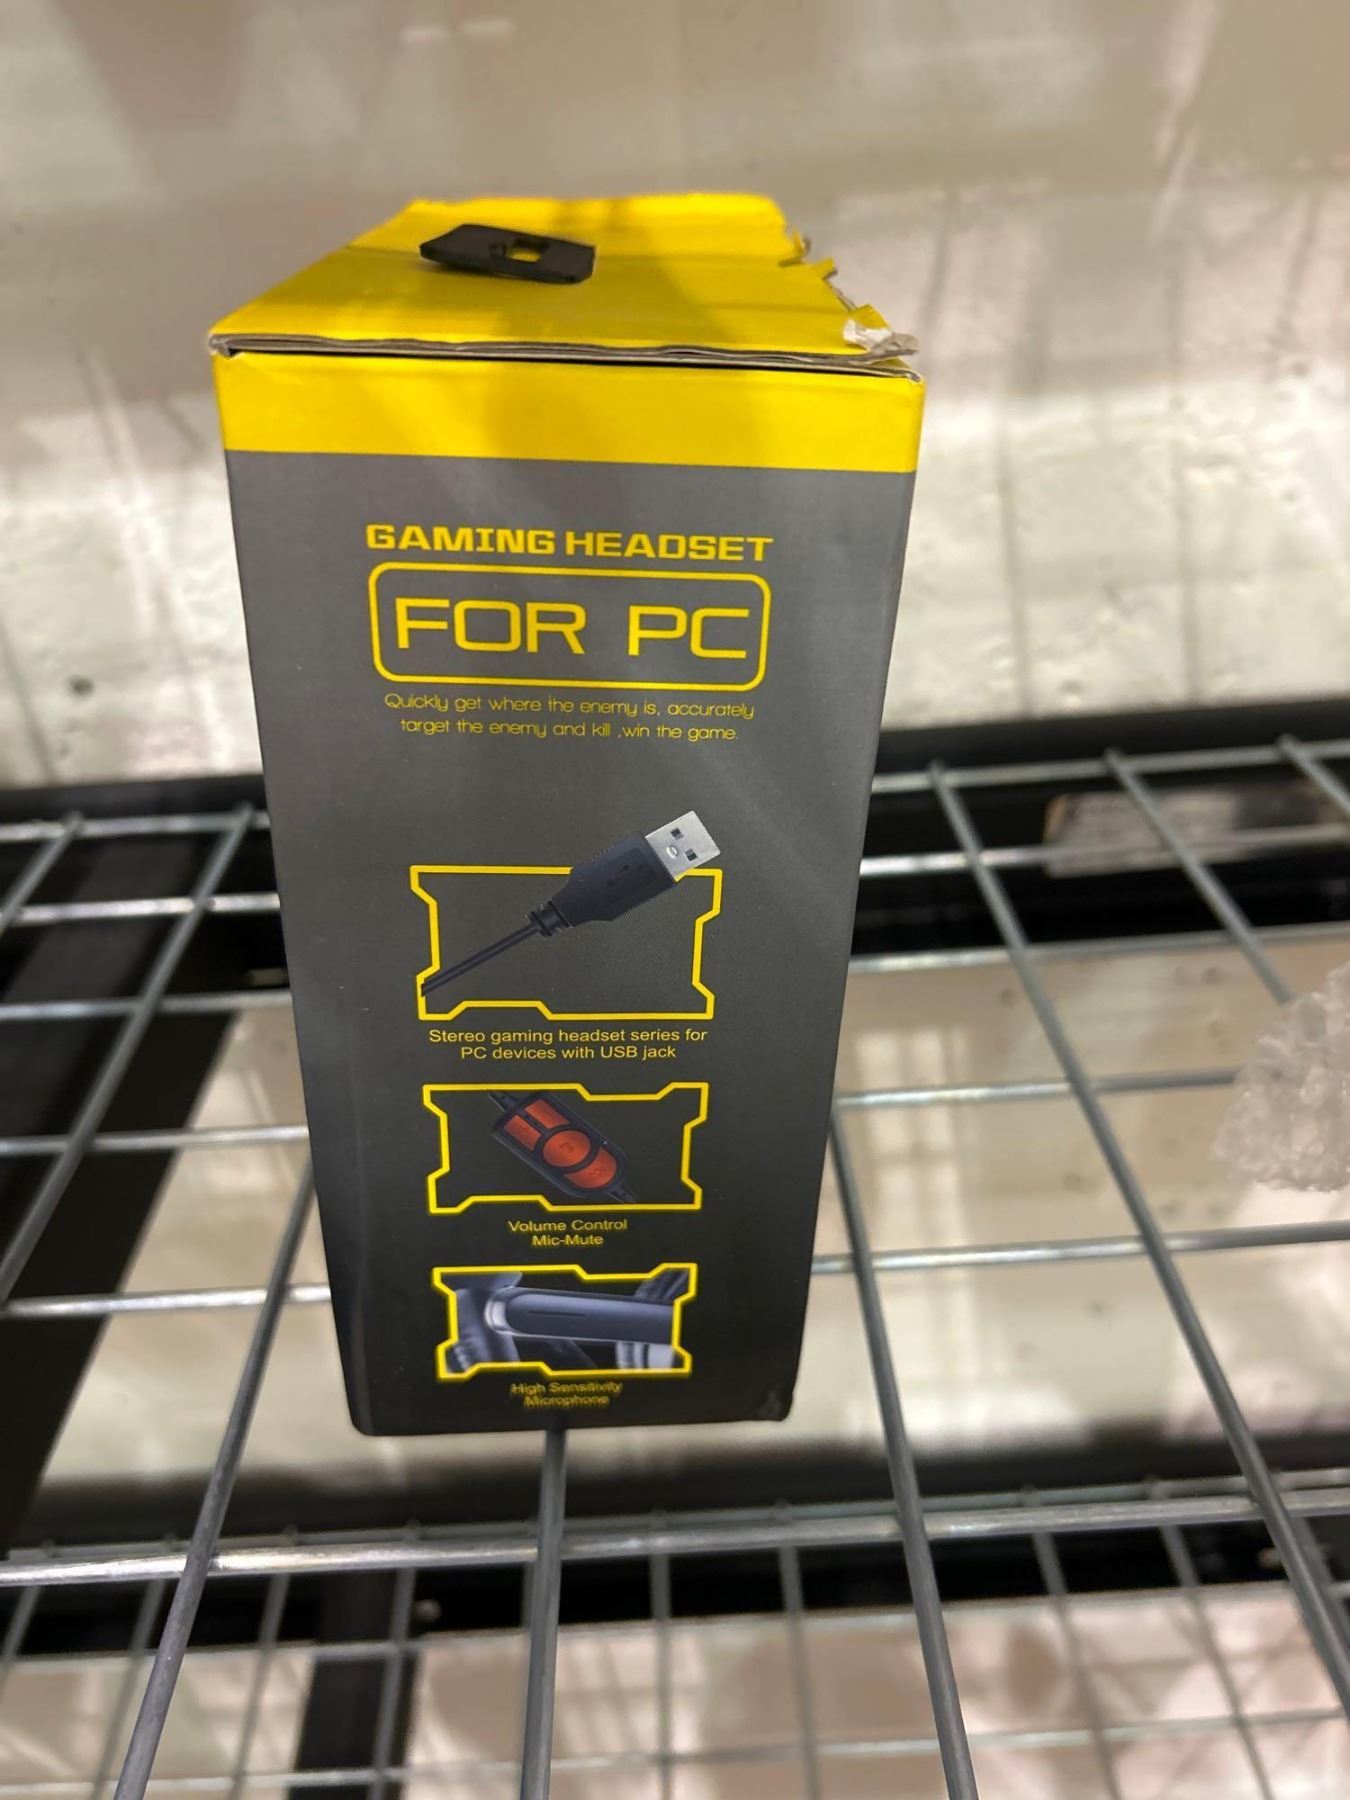 GAMING HEADSET
FOR PC
Quickly get where the enemy is, accurately
target the enemy and kill ,win the game.
Stereo gaming headset series for
PC devices with USB jack
Volume Control
Mic-Mute
High Sensitivity
Microphone